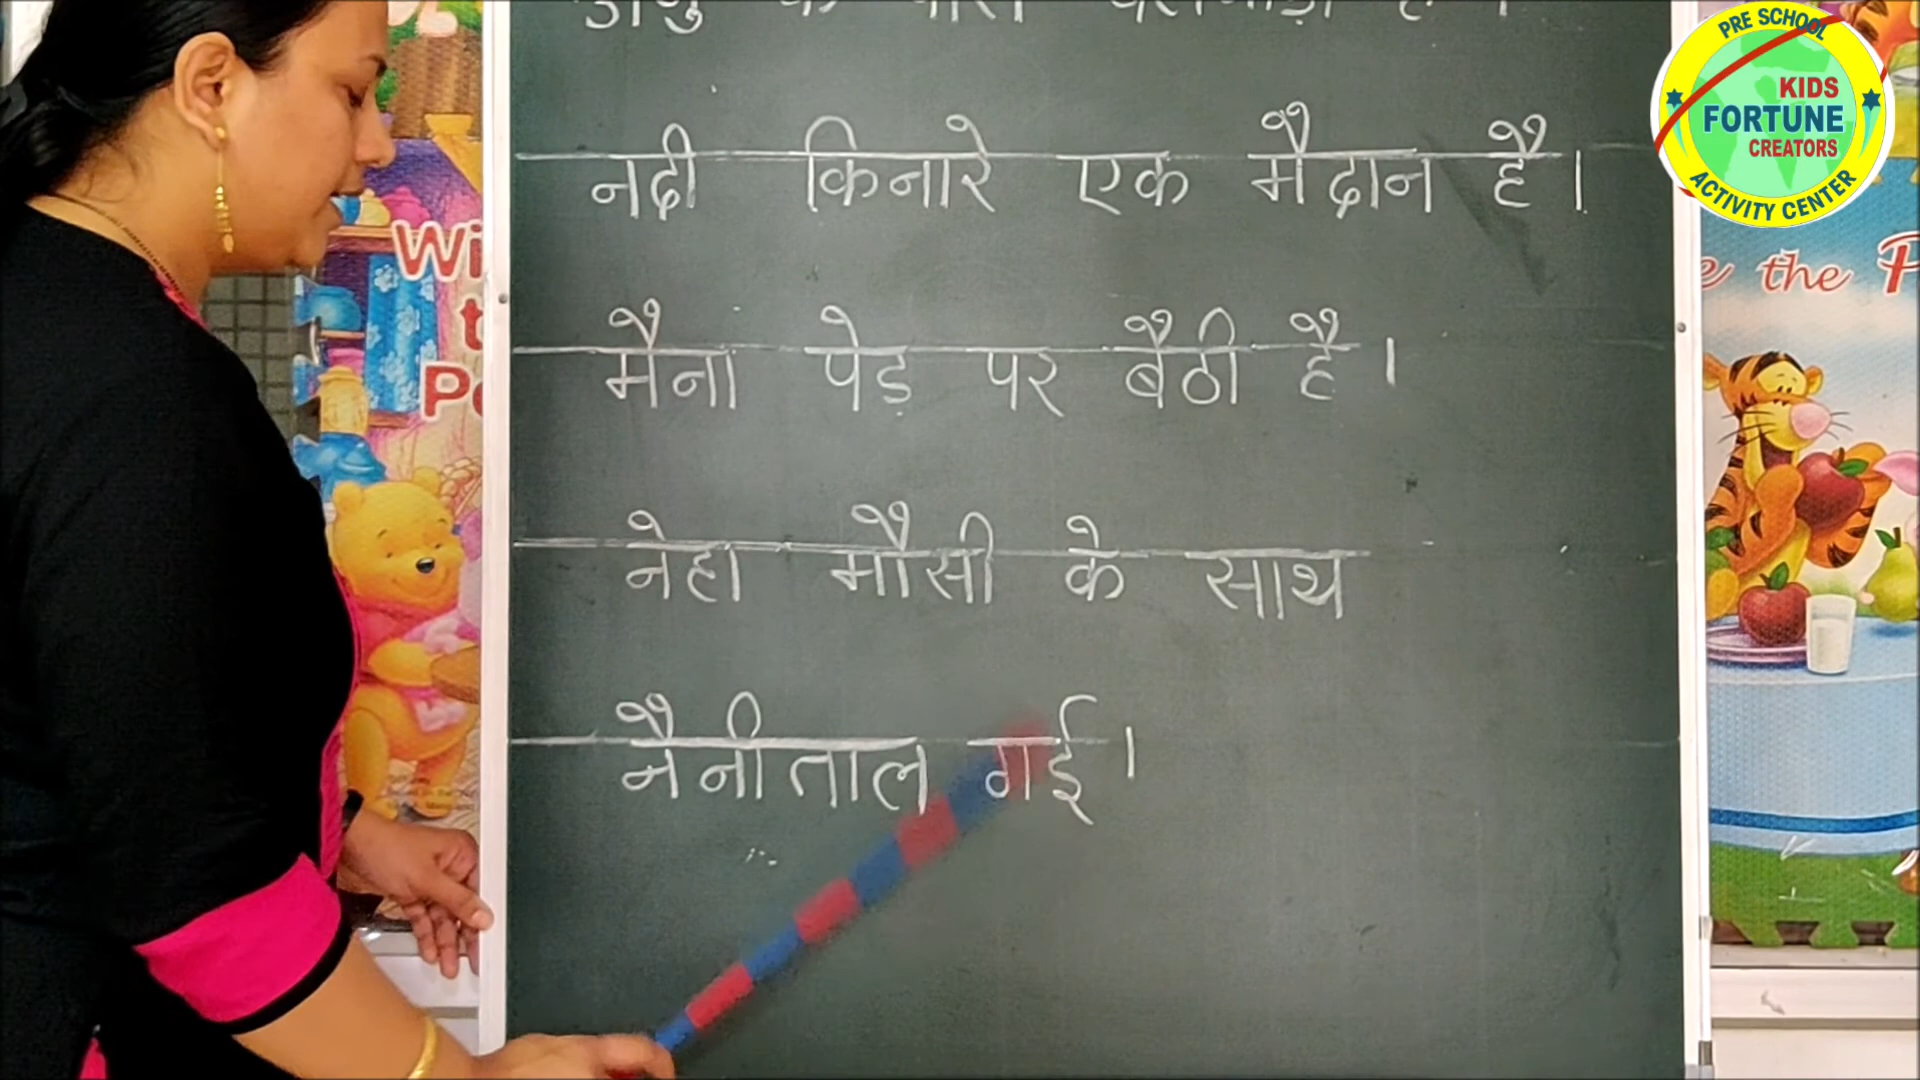 नदी किनारे एक मैदान है।
मैना पेड़ पर बैठी है।
नेहा मौसी के साथ
नैनीताल गई।
PRE SCHOOL
KIDS
FORTUNE
CREATORS
ACTIVITY CENTER
the